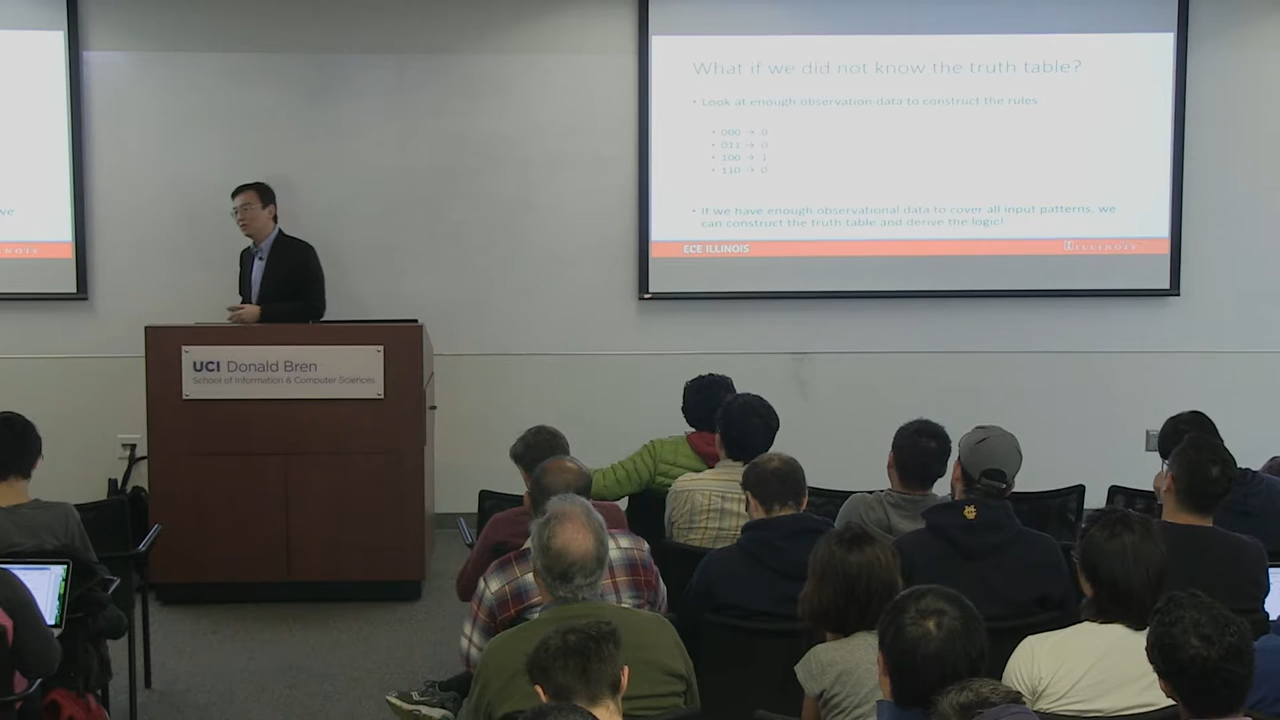 What if we did not know the truth table?
• Look at enough observation data to construct the rules
• 000 → 0
• 011 → 0
• 100 → 1
• 110 → 0
• If we have enough observational data to cover all input patterns, we
can construct the truth table and derive the logic!
ECE ILLINOIS
ILLINOIS
we
ILLINOIS
UCI Donald Bren
School of Information & Computer Sciences